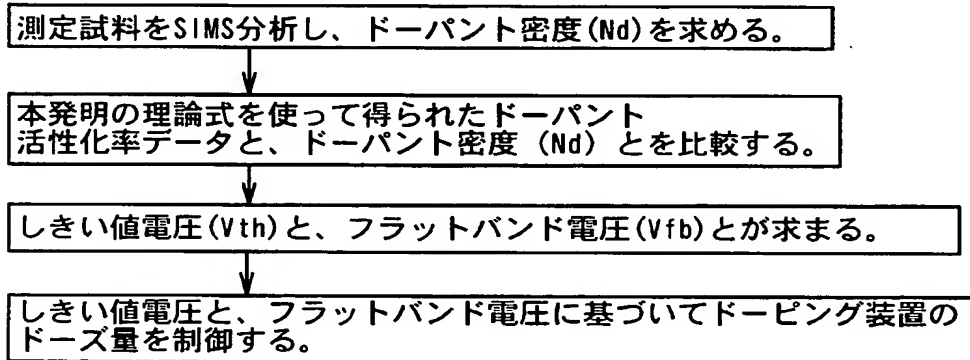 測定試料をSIMS分析し、ドーパント密度(Nd)を求める。
本発明の理論式を使って得られたドーパント
活性化率データと、ドーパント密度(Nd)とを比較する。
しきい値電圧(Vth)と、フラットバンド電圧(Vfb)とが求まる。
しきい値電圧と、フラットバンド電圧に基づいてドーピング装置の
ドーズ量を制御する。